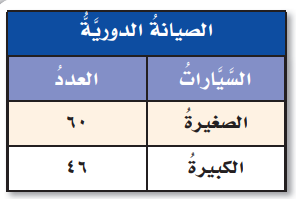 الصيانةُ الدوريَّةُ
السَّيَّاراتُ العددُ
الصغيرةُ ٦٠
الكبيرةُ ٤٦